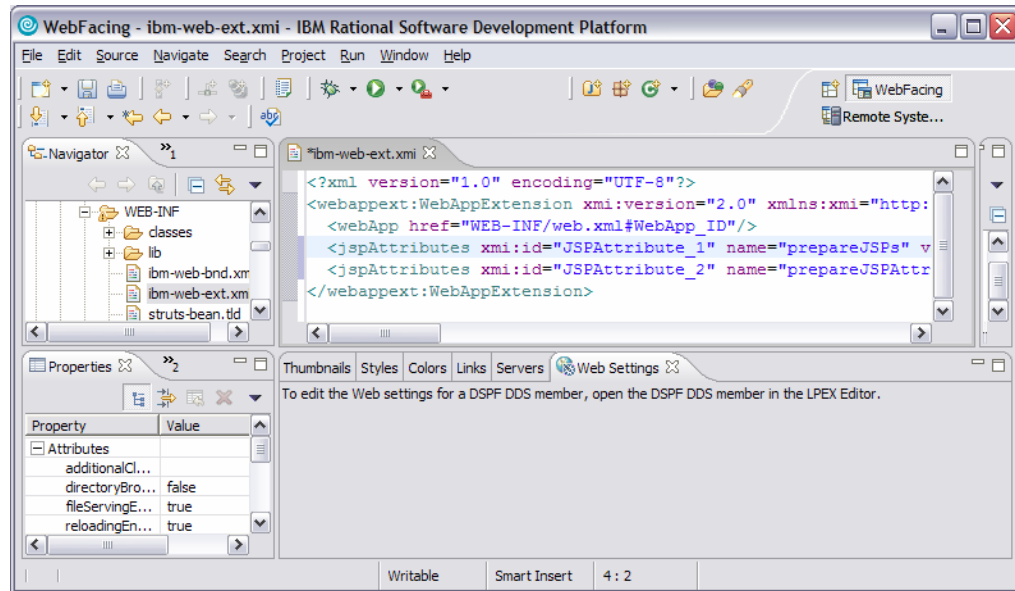 WebFacing - ibm-web-ext.xmi - IBM Rational Software Development Platform
File Edit Source Navigate Search Project Run Window Help
WebFacing
Remote Syste...
Navigator »1
*ibm-web-ext.xmi
<?xml version="1.0" encoding="UTF-8"?>
<webappext:WebAppExtension xmi:version="2.0" xmlns:xmi="http:
<webApp href="WEB-INF/web.xml#WebApp_ID"/>
<jspAttributes xmi:id="JSPAttribute_1" name="prepareJSPs" v
<jspAttributes xmi:id="JSPAttribute_2" name="prepareJSPAttr
</webappext:WebAppExtension>
WEB-INF
classes
lib
ibm-web-bnd.xm
ibm-web-ext.xm
struts-bean.tld
Properties »2
Property Value
Attributes
additionalCl...
directoryBro... false
fileServingE... true
reloadingEn... true
Thumbnails Styles Colors Links Servers Web Settings
To edit the Web settings for a DSPF DDS member, open the DSPF DDS member in the LPEX Editor.
Writable Smart Insert 4 : 2